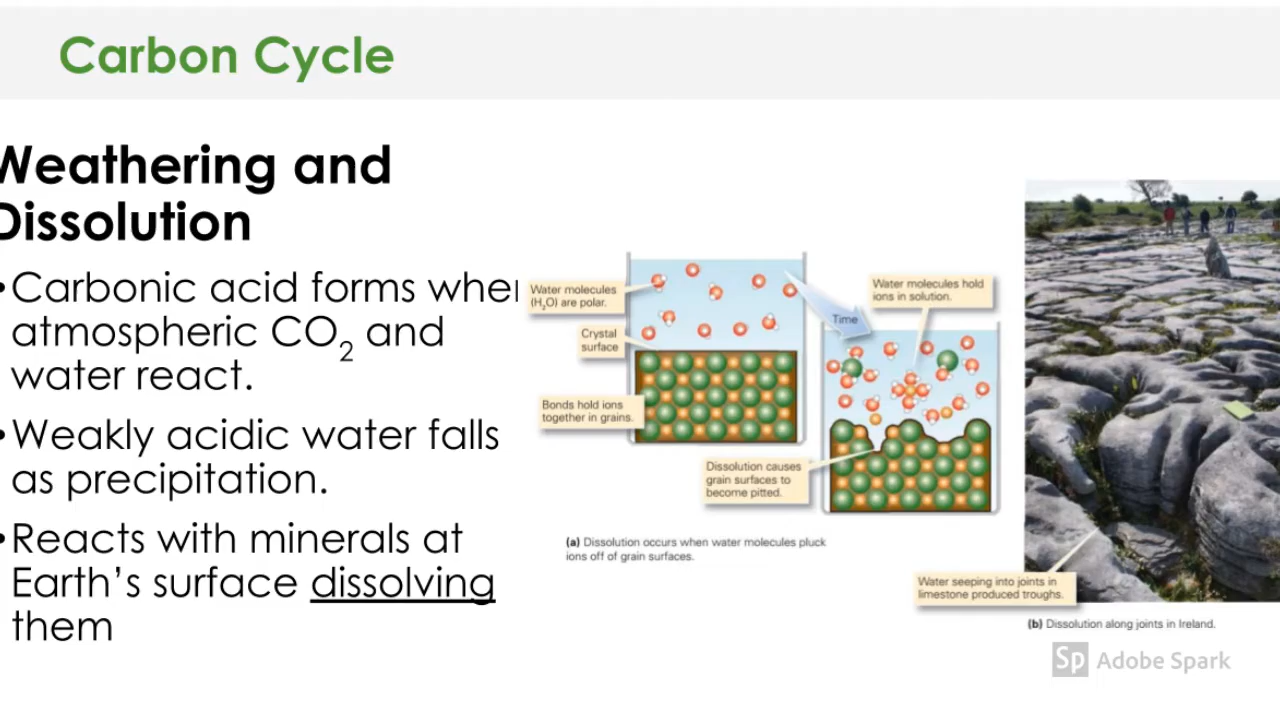 Carbon Cycle
Weathering and
Dissolution
•Carbonic acid forms when
atmospheric CO₂ and
water react.
•Weakly acidic water falls
as precipitation.
•Reacts with minerals at
Earth's surface dissolving
them
Water molecules
(H₂O) are polar.
Crystal
surface
Bonds hold ions
together in grains.
Time
Water molecules hold
ions in solution.
Dissolution causes
grain surfaces to
become pitted.
(a) Dissolution occurs when water molecules pluck
ions off of grain surfaces.
Water seeping into joints in
limestone produced troughs.
(b) Dissolution along joints in Ireland.
Sp Adobe Spark